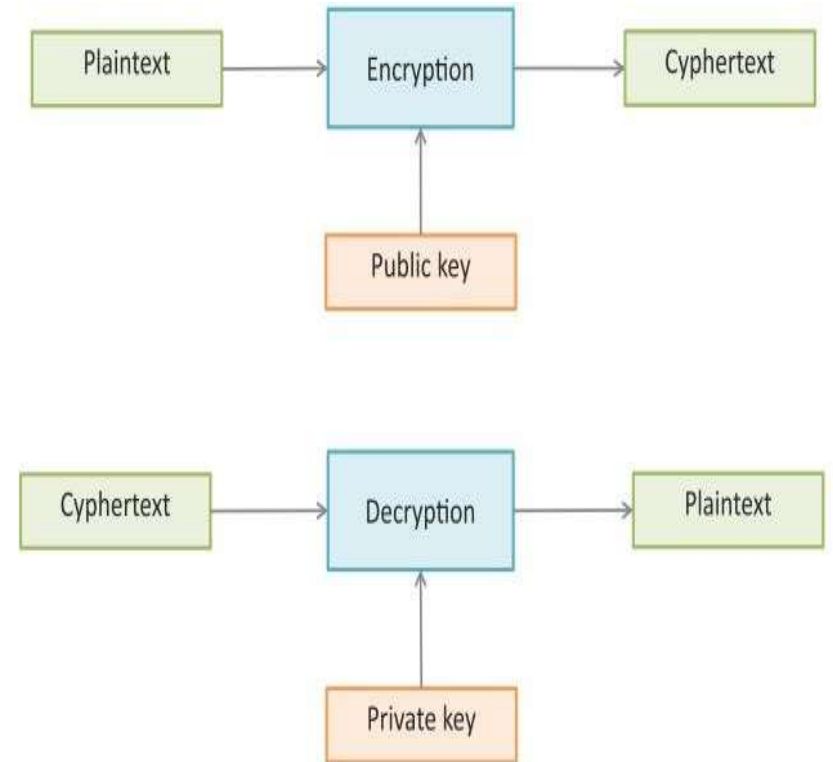 Plaintext
Encryption
Cyphertext
Public key
Cyphertext
Decryption
Plaintext
Private key